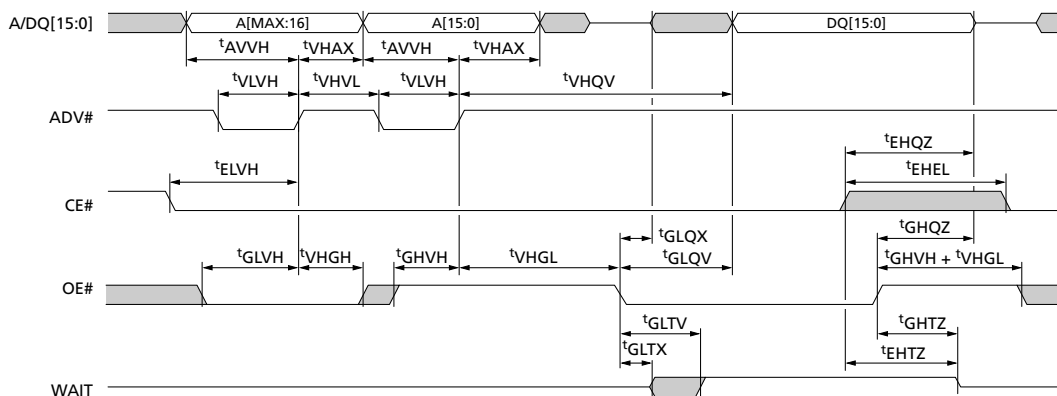 A/DQ[15:0]
A[MAX:16]
A[15:0]
DQ[15:0]
tAVVH
tVHAX
tAVVH
tVHAX
tVLVH
tVHVL
tVLVH
tVHQV
ADV#
tEHQZ
tELVH
tEHEL
CE#
tGLQX
tGHQZ
tGLVH
tVHGH
tGHVH
tVHGL
tGLQV
tGHVH + tVHGL
OE#
tGLTV
tGHTZ
tGLTX
tEHTZ
WAIT